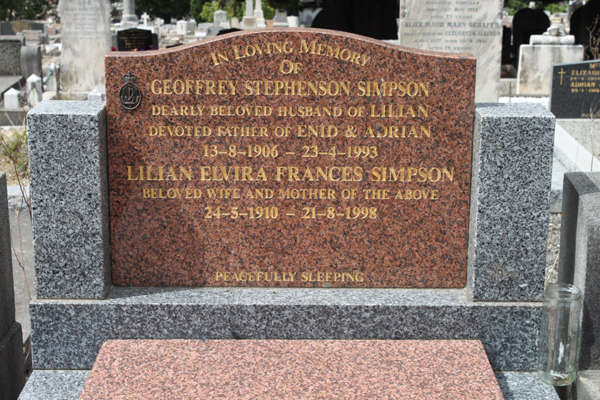 IN LOVING MEMORY
OF
GEOFFREY STEPHENSON SIMPSON
DEARLY BELOVED HUSBAND OF LILIAN
DEVOTED FATHER OF ENID & ADRIAN
13-8-1906 - 23-4-1993
LILIAN ELVIRA FRANCES SIMPSON
BELOVED WIFE AND MOTHER OF THE ABOVE
24-5-1910 - 21-8-1998
PEACEFULLY SLEEPING